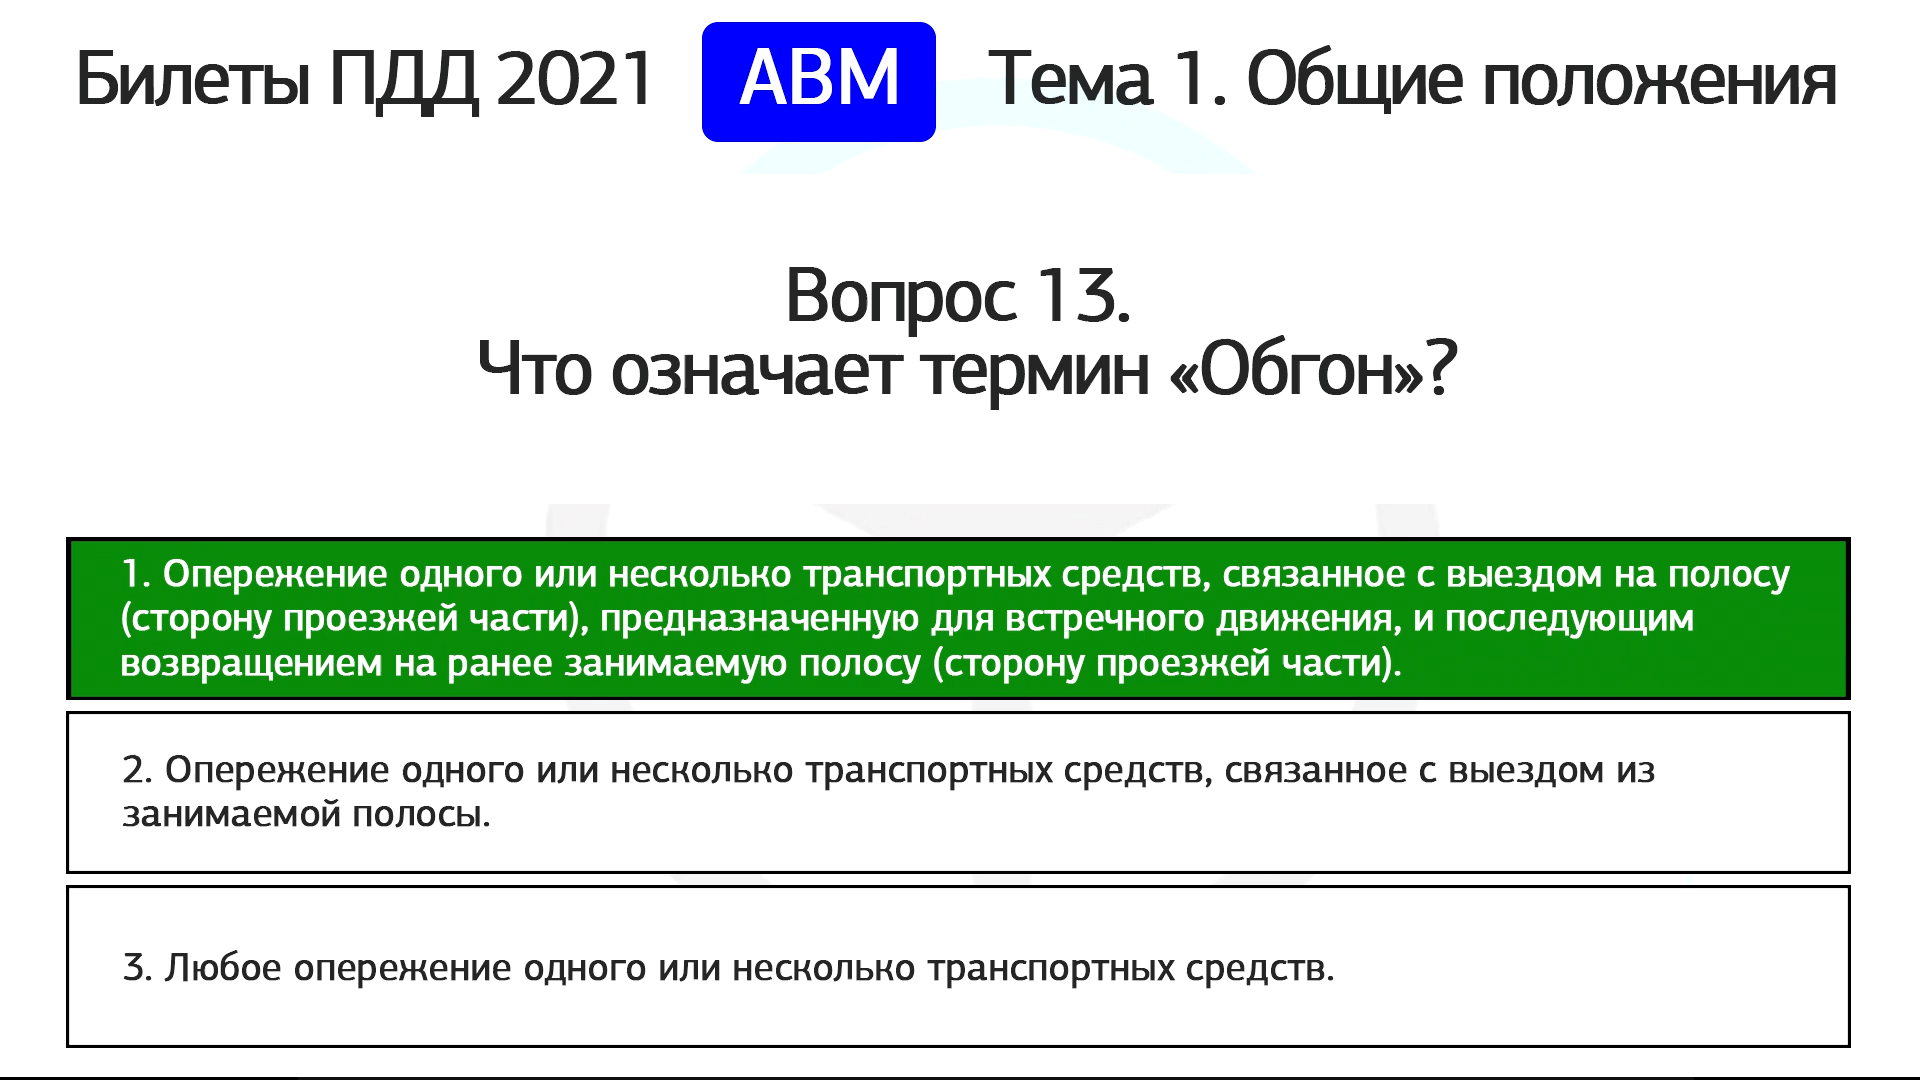 Билеты ПДД 2021 АВМ Тема 1. Общие положения
Вопрос 13.
Что означает термин «Обгон»?
1. Опережение одного или несколько транспортных средств, связанное с выездом на полосу
(сторону проезжей части), предназначенную для встречного движения, и последующим
возвращением на ранее занимаемую полосу (сторону проезжей части).
2. Опережение одного или несколько транспортных средств, связанное с выездом из
занимаемой полосы.
3. Любое опережение одного или несколько транспортных средств.